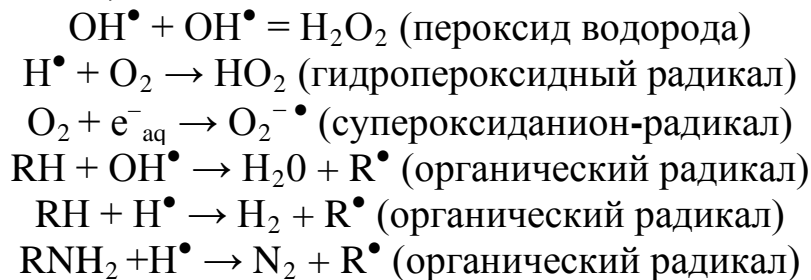 OH• + OH• = H₂O₂ (пероксид водорода)
H• + O₂ → HO₂ (гидропероксидный радикал)
O₂ + e⁻aq → O₂⁻• (супероксиданион-радикал)
RH + OH• → H₂0 + R• (органический радикал)
RH + H• → H₂ + R• (органический радикал)
RNH₂ +H• → N₂ + R• (органический радикал)